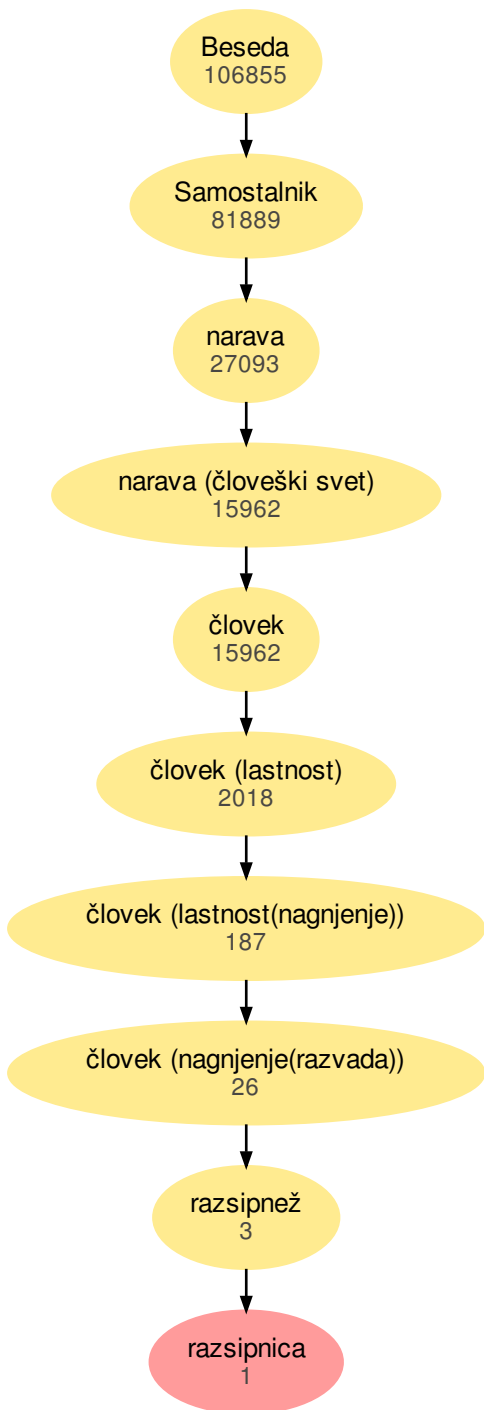 Beseda
106855
Samostalnik
81889
narava
27093
narava (človeški svet)
15962
človek
15962
človek (lastnost)
2018
človek (lastnost(nagnjenje))
187
človek (nagnjenje(razvada))
26
razsipnež
3
razsipnica
1